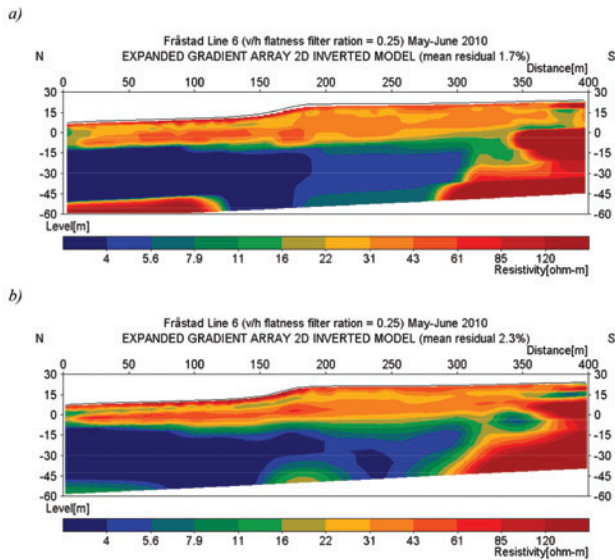 a)
Fråstad Line 6 (v/h flatness filter ration = 0.25) May-June 2010
N EXPANDED GRADIENT ARRAY 2D INVERTED MODEL (mean residual 1.7%) S
Distance[m]
0 50 100 150 200 250 300 350 400
30 30
15 15
0 0
-15 -15
-30 -30
-45 -45
-60 -60
Level[m]
4 5.6 7.9 11 16 22 31 43 61 85 120
Resistivity[ohm-m]
b)
Fråstad Line 6 (v/h flatness filter ration = 0.25) May-June 2010
N EXPANDED GRADIENT ARRAY 2D INVERTED MODEL (mean residual 2.3%) S
Distance[m]
0 50 100 150 200 250 300 350 400
30 30
15 15
0 0
-15 -15
-30 -30
-45 -45
-60 -60
Level[m]
4 5.6 7.9 11 16 22 31 43 61 85 120
Resistivity[ohm-m]